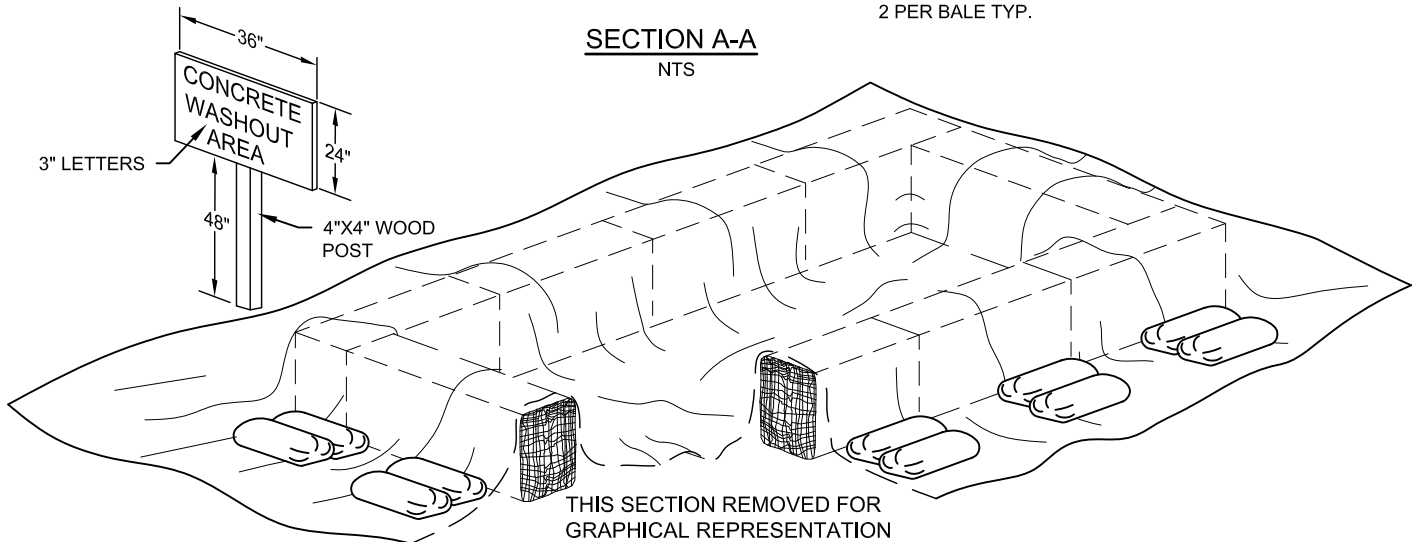 2 PER BALE TYP.
SECTION A-A
NTS
36"
CONCRETE
WASHOUT
AREA
24"
3" LETTERS
48"
4"X4" WOOD
POST
THIS SECTION REMOVED FOR
GRAPHICAL REPRESENTATION